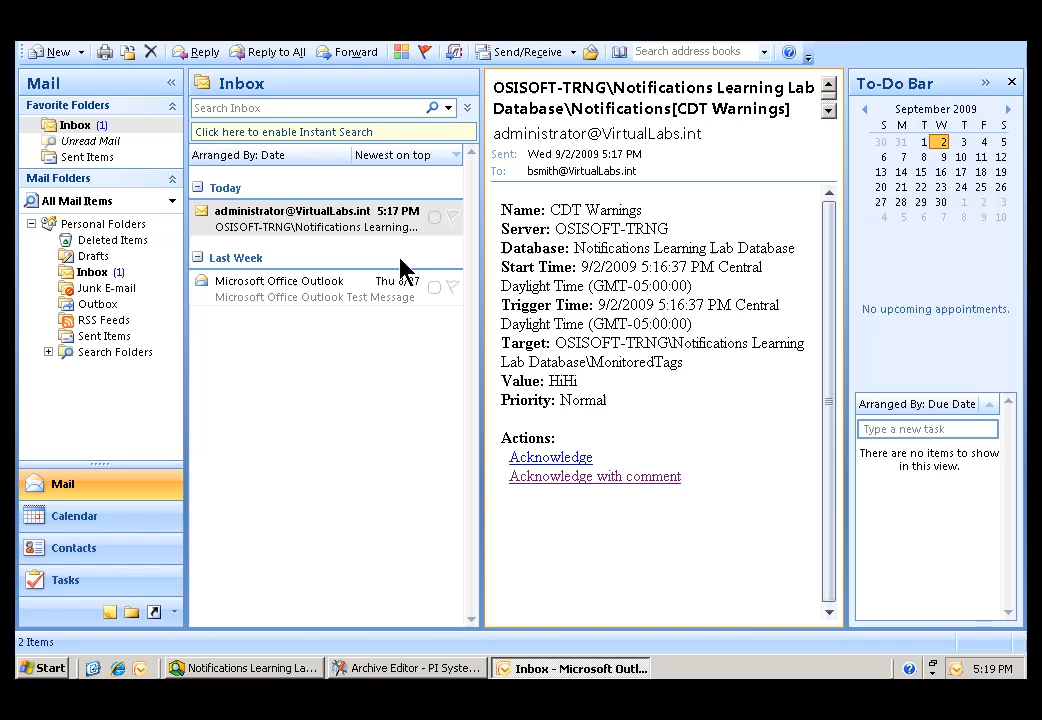 New
Reply
Reply to All
Forward
Send/Receive
Search address books
Mail
«
Favorite Folders
Inbox (1)
Unread Mail
Sent Items
Mail Folders
All Mail Items
Personal Folders
Deleted Items
Drafts
Inbox (1)
Junk E-mail
Outbox
RSS Feeds
Sent Items
Search Folders
Mail
Calendar
Contacts
Tasks
Inbox
Search Inbox
Click here to enable Instant Search
Arranged By: Date Newest on top
Today
administrator@VirtualLabs.int 5:17 PM
OSISOFT-TRNG\Notifications Learning...
Last Week
Microsoft Office Outlook Thu
Microsoft Office Outlook Test Message
OSISOFT-TRNG\Notifications Learning Lab
Database\Notifications[CDT Warnings]
administrator@VirtualLabs.int
Sent: Wed 9/2/2009 5:17 PM
To: bsmith@VirtualLabs.int
Name: CDT Warnings
Server: OSISOFT-TRNG
Database: Notifications Learning Lab Database
Start Time: 9/2/2009 5:16:37 PM Central
Daylight Time (GMT-05:00:00)
Trigger Time: 9/2/2009 5:16:37 PM Central
Daylight Time (GMT-05:00:00)
Target: OSISOFT-TRNG\Notifications Learning
Lab Database\MonitoredTags
Value: HiHi
Priority: Normal
Actions:
Acknowledge
Acknowledge with comment
To-Do Bar » ×
September 2009
S M T W T F S
30 31 1 2 3 4 5
6 7 8 9 10 11 12
13 14 15 16 17 18 19
20 21 22 23 24 25 26
27 28 29 30 1 2 3
4 5 6 7 8 9 10
No upcoming appointments.
Arranged By: Due Date
Type a new task
There are no items to show
in this view.
2 Items
Start
Notifications Learning La...
Archive Editor - PI Syste...
Inbox - Microsoft Outl...
5:19 PM